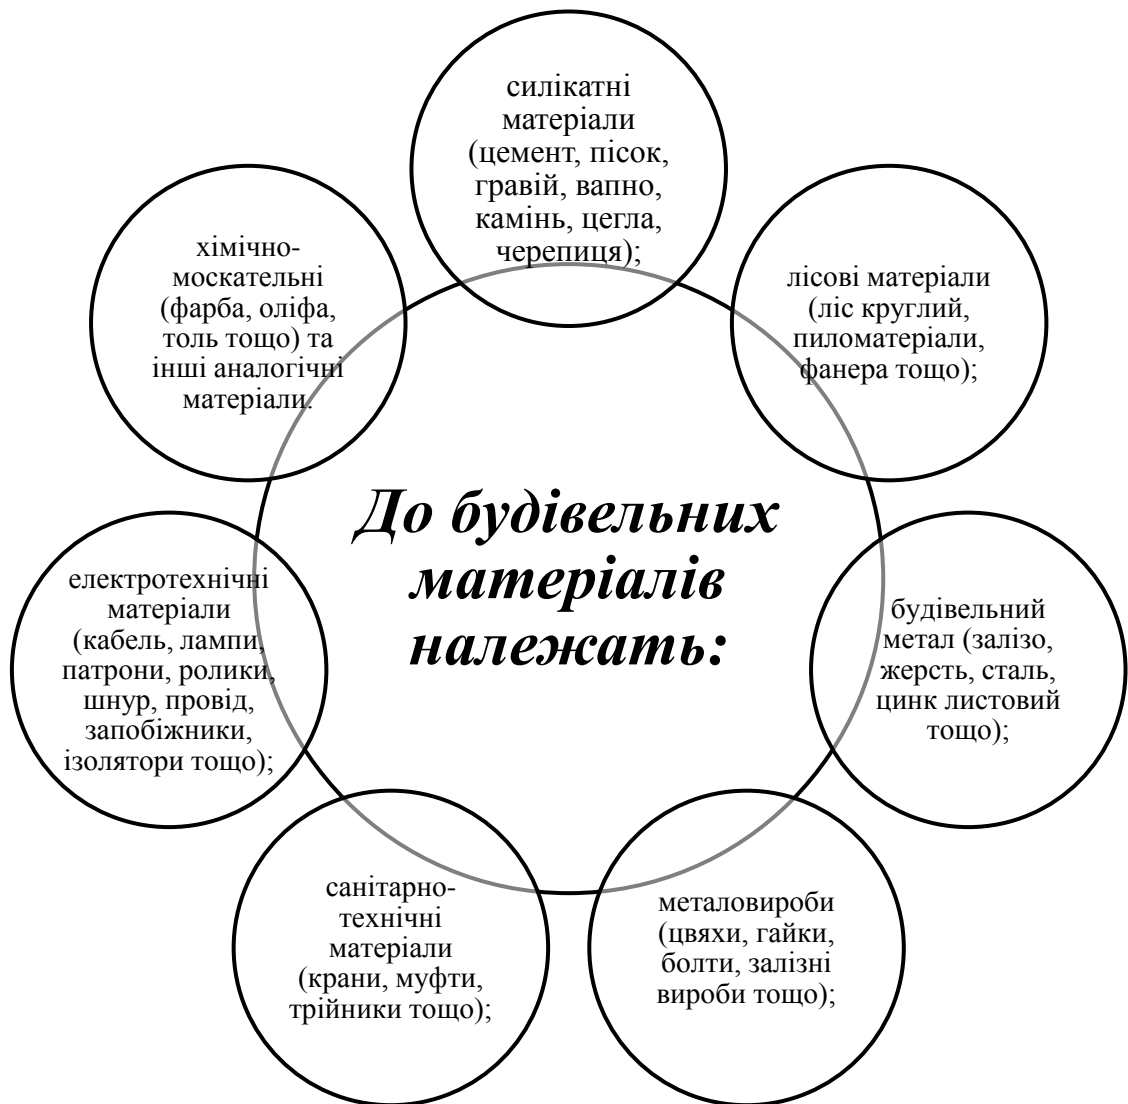 До будівельних
матеріалів
належать:
силікатні
матеріали
(цемент, пісок,
гравій, вапно,
камінь, цегла,
черепиця);
лісові матеріали
(ліс круглий,
пиломатеріали,
фанера тощо);
будівельний
метал (залізо,
жерсть, сталь,
цинк листовий
тощо);
металовироби
(цвяхи, гайки,
болти, залізні
вироби тощо);
санітарно-
технічні
матеріали
(крани, муфти,
трійники тощо);
електротехнічні
матеріали
(кабель, лампи,
патрони, ролики,
шнур, провід,
запобіжники,
ізолятори тощо);
хімічно-
москательні
(фарба, оліфа,
толь тощо) та
інші аналогічні
матеріали.